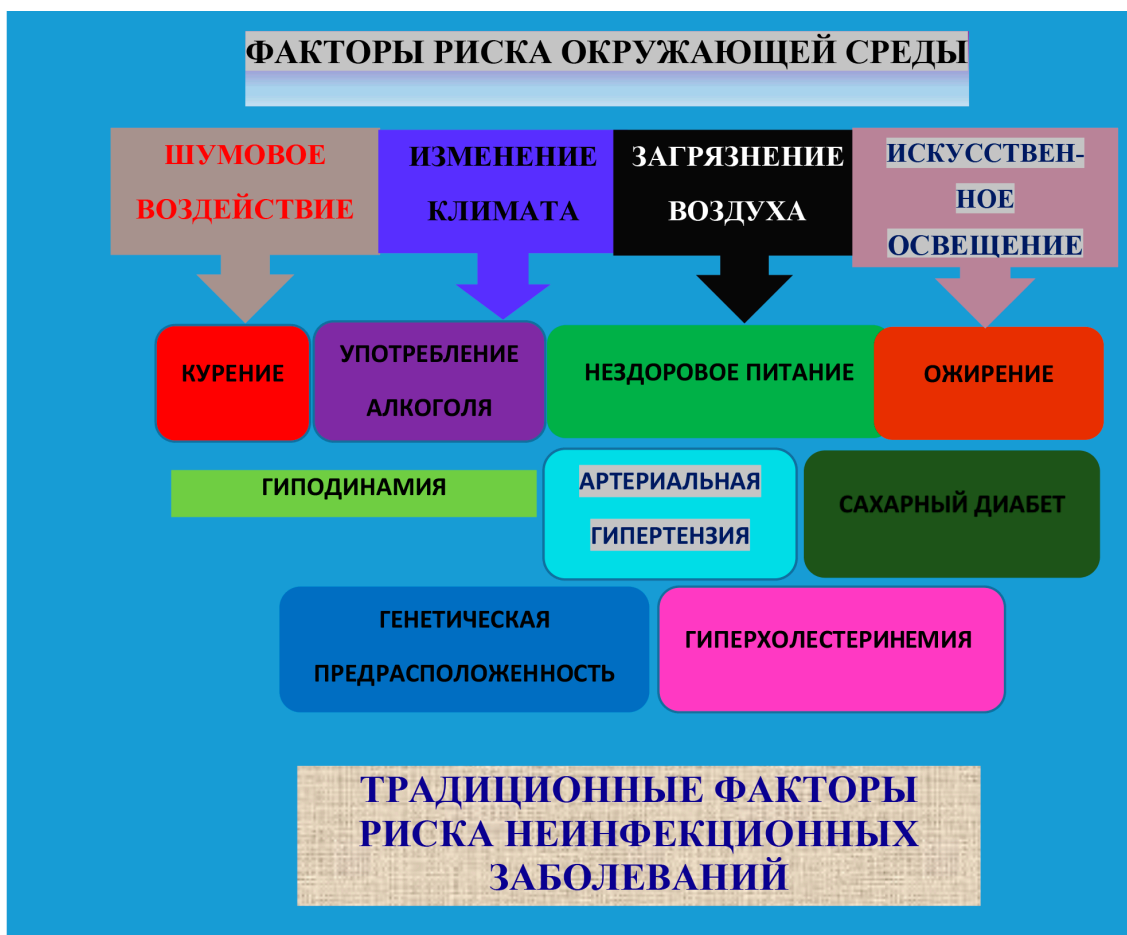 ФАКТОРЫ РИСКА ОКРУЖАЮЩЕЙ СРЕДЫ
ШУМОВОЕ
ВОЗДЕЙСТВИЕ
ИЗМЕНЕНИЕ
КЛИМАТА
ЗАГРЯЗНЕНИЕ
ВОЗДУХА
ИСКУССТВЕН-
НОЕ
ОСВЕЩЕНИЕ
КУРЕНИЕ
УПОТРЕБЛЕНИЕ
АЛКОГОЛЯ
НЕЗДОРОВОЕ ПИТАНИЕ
ОЖИРЕНИЕ
ГИПОДИНАМИЯ
АРТЕРИАЛЬНАЯ
ГИПЕРТЕНЗИЯ
САХАРНЫЙ ДИАБЕТ
ГЕНЕТИЧЕСКАЯ
ПРЕДРАСПОЛОЖЕННОСТЬ
ГИПЕРХОЛЕСТЕРИНЕМИЯ
ТРАДИЦИОННЫЕ ФАКТОРЫ
РИСКА НЕИНФЕКЦИОННЫХ
ЗАБОЛЕВАНИЙ